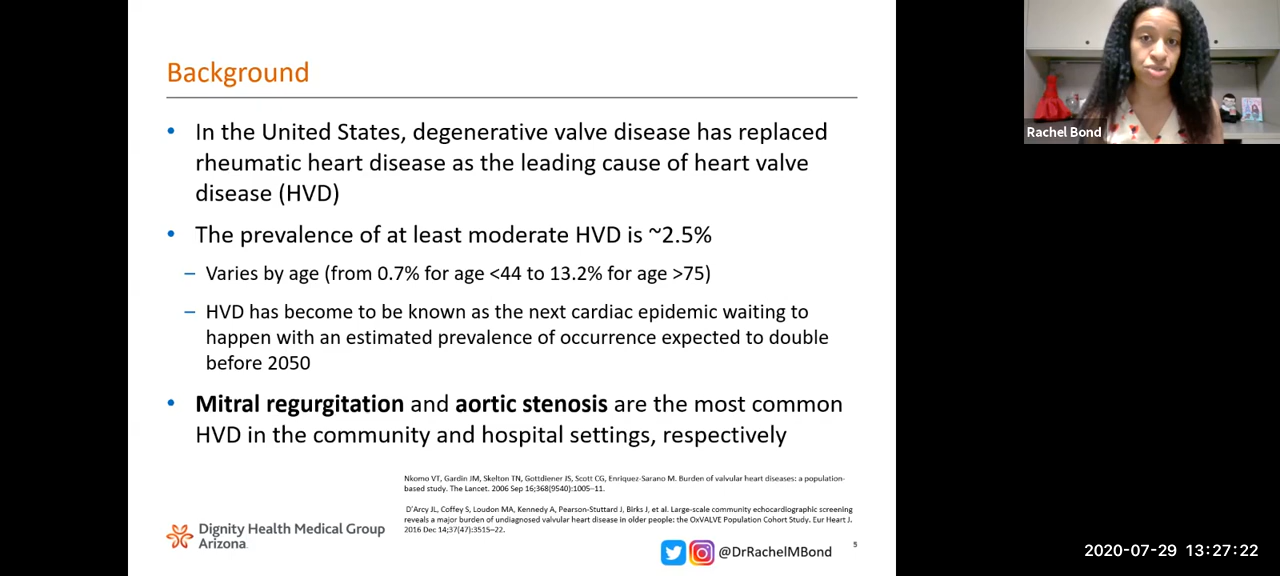 Background
• In the United States, degenerative valve disease has replaced
rheumatic heart disease as the leading cause of heart valve
disease (HVD)
• The prevalence of at least moderate HVD is ~2.5%
– Varies by age (from 0.7% for age <44 to 13.2% for age >75)
– HVD has become to be known as the next cardiac epidemic waiting to
happen with an estimated prevalence of occurrence expected to double
before 2050
• Mitral regurgitation and aortic stenosis are the most common
HVD in the community and hospital settings, respectively
Nkomo VT, Gardin JM, Skelton TN, Gottdiener JS, Scott CG, Enriquez-Sarano M. Burden of valvular heart diseases: a population-
based study. The Lancet. 2006 Sep 16;368(9540):1005–11.
D'Arcy JL, Coffey S, Loudon MA, Kennedy A, Pearson-Stuttard J, Birks J, et al. Large-scale community echocardiographic screening
reveals a major burden of undiagnosed valvular heart disease in older people: the OxVALVE Population Cohort Study. Eur Heart J.
2016 Dec 14;37(47):3515–22.
Dignity Health Medical Group
Arizona
@DrRachelMBond
5
Rachel Bond
2020-07-29 13:27:22